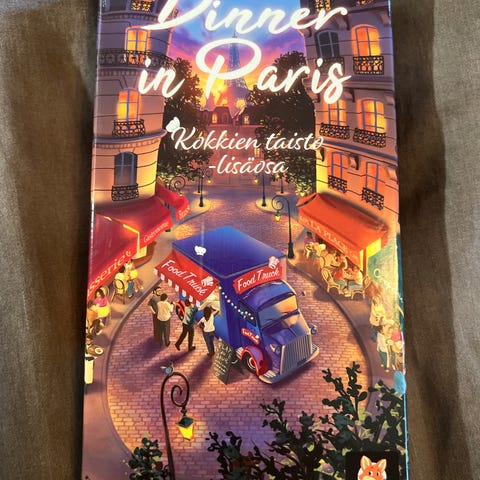 Dinner
in Paris
Kokkien taisto
-lisäosa
Food Truck
Food Truck